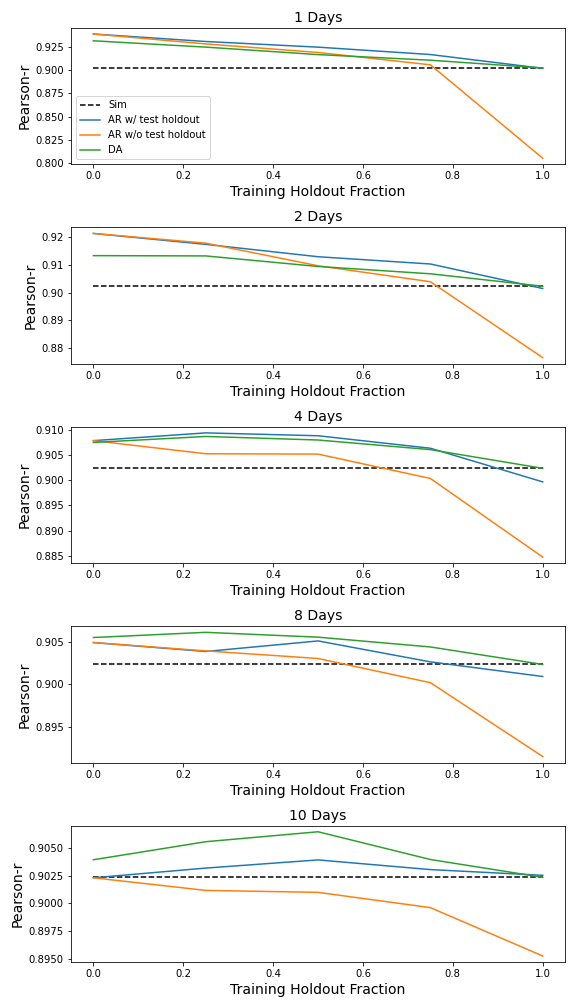 1 Days
0.925
0.900
0.875
0.850
0.825
0.800
Pearson-r
Sim
AR w/ test holdout
AR w/o test holdout
DA
0.0 0.2 0.4 0.6 0.8 1.0
Training Holdout Fraction
2 Days
0.92
0.91
0.90
0.89
0.88
Pearson-r
0.0 0.2 0.4 0.6 0.8 1.0
Training Holdout Fraction
4 Days
0.910
0.905
0.900
0.895
0.890
0.885
Pearson-r
0.0 0.2 0.4 0.6 0.8 1.0
Training Holdout Fraction
8 Days
0.905
0.900
0.895
Pearson-r
0.0 0.2 0.4 0.6 0.8 1.0
Training Holdout Fraction
10 Days
0.9050
0.9025
0.9000
0.8975
0.8950
Pearson-r
0.0 0.2 0.4 0.6 0.8 1.0
Training Holdout Fraction